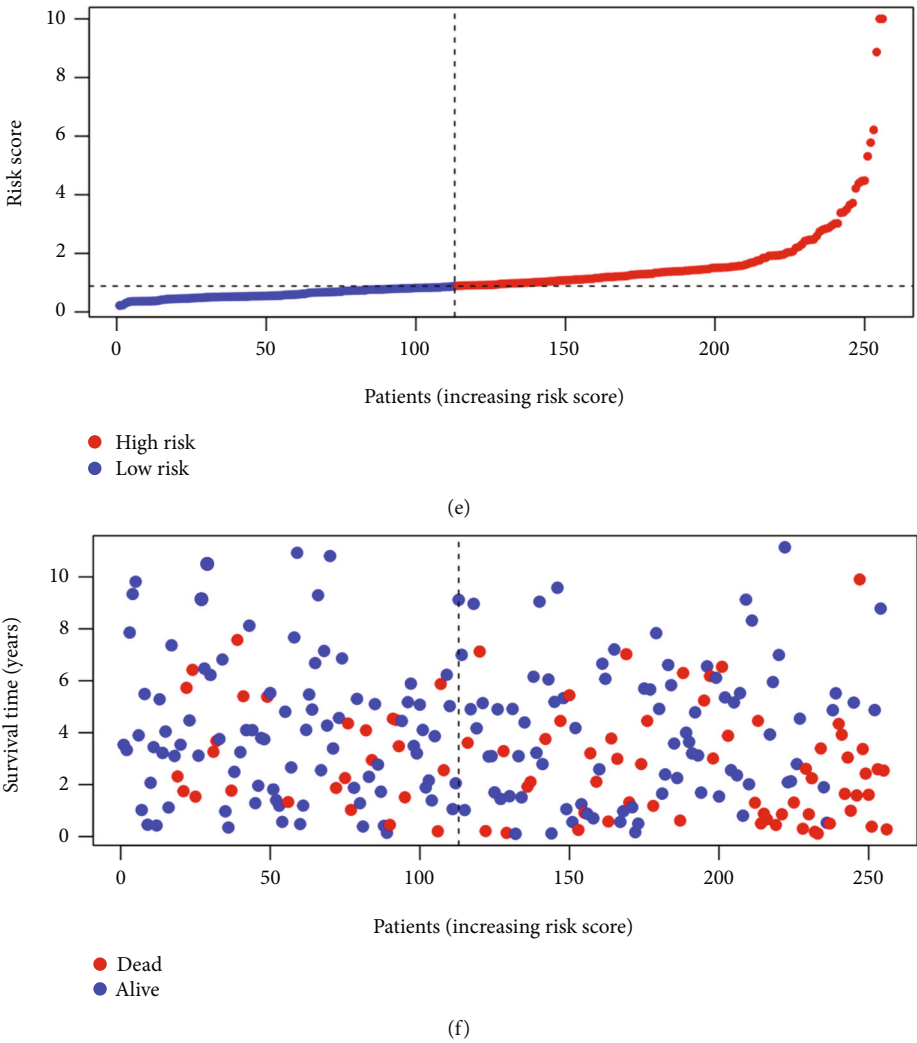 10
8
6
4
2
0
Risk score
0 50 100 150 200 250
Patients (increasing risk score)
High risk
Low risk
(e)
10
8
6
4
2
0
Survival time (years)
0 50 100 150 200 250
Patients (increasing risk score)
Dead
Alive
(f)